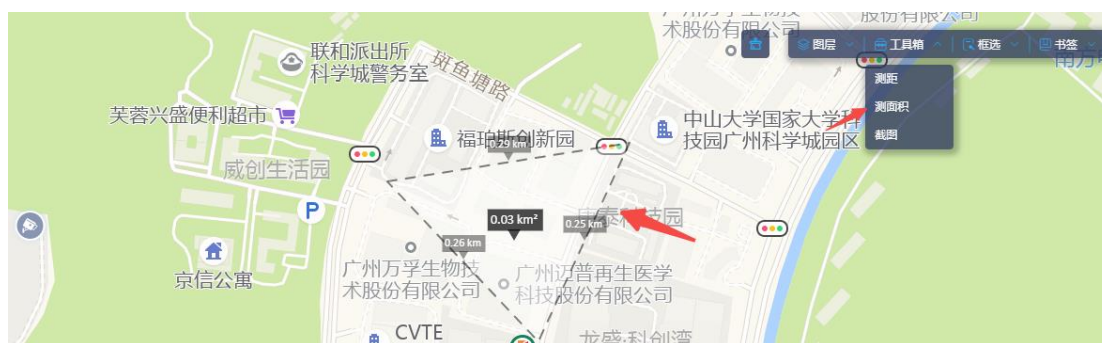 股份有限公司
术股份有限公司
图层
工具箱
框选
书签
联和派出所
科学城警务室
斑鱼塘路
测距
测面积
截图
芙蓉兴盛便利超市
中山大学国家大学科
技园广州科学城园区
福珀斯创新园
0.29 km
威创生活园
P
0.03 km²
0.25 km
0.26 km
京信公寓
广州万孚生物技
术股份有限公司
广州迈普再生医学
科技股份有限公司
CVTE
龙盛·科创湾